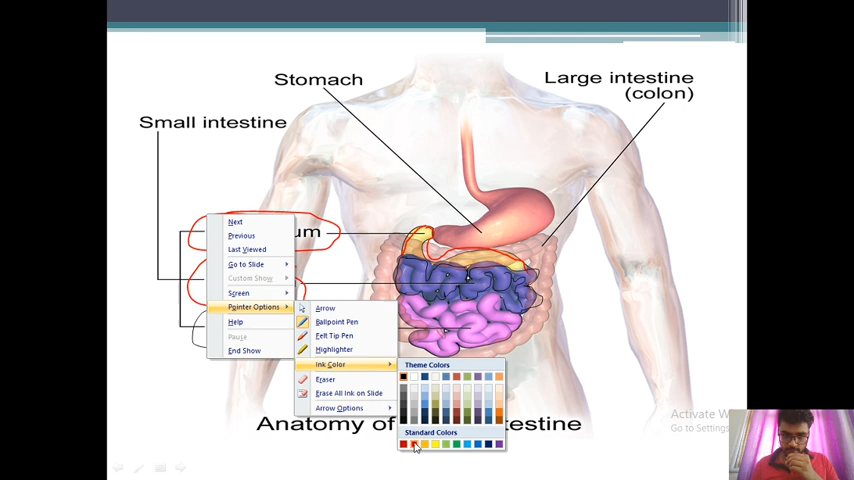 Stomach
Large intestine
(colon)
Small intestine
um
Next
Previous
Last Viewed
Go to Slide
Custom Show
Screen
Pointer Options
Help
Pause
End Show
Arrow
Ballpoint Pen
Felt Tip Pen
Highlighter
Ink Color
Eraser
Erase All Ink on Slide
Arrow Options
Theme Colors
Standard Colors
Anatomy of
estine
Activate W
Go to Settings